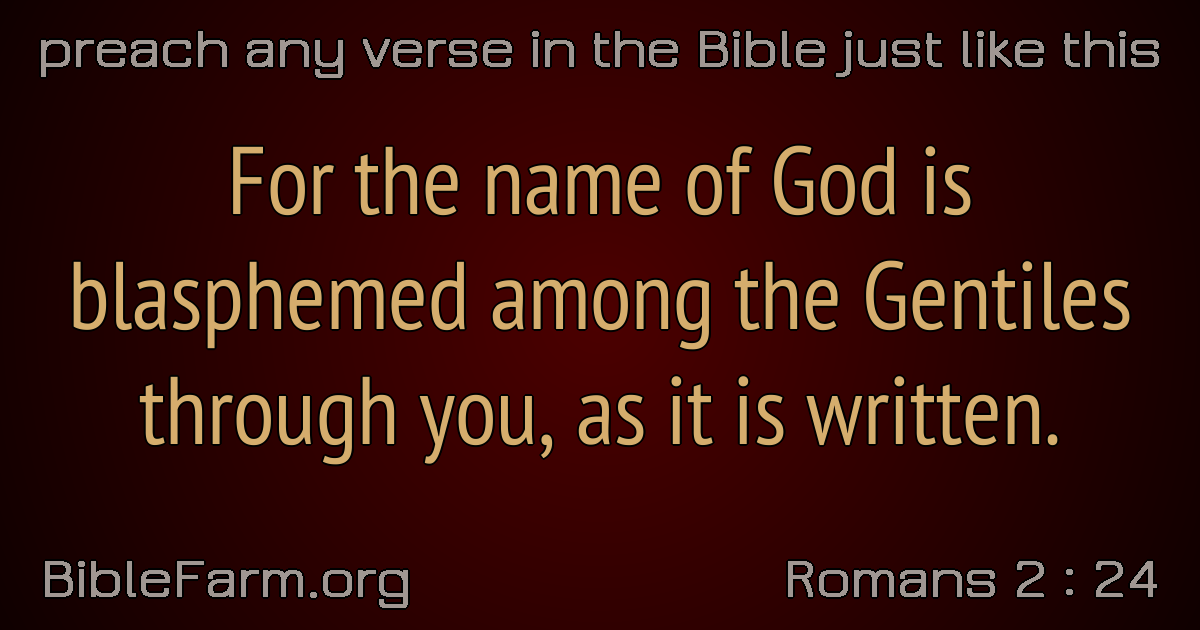 preach any verse in the Bible just like this
For the name of God is
blasphemed among the Gentiles
through you, as it is written.
BibleFarm.org
Romans 2 : 24